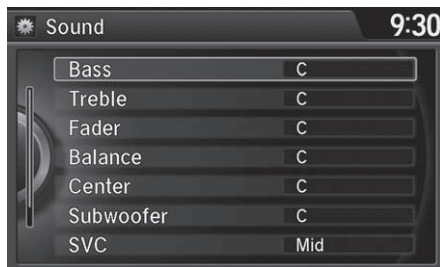 Sound 9:30
Bass C
Treble C
Fader C
Balance C
Center C
Subwoofer C
SVC Mid